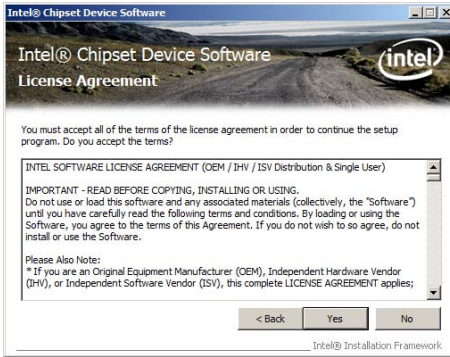 Intel® Chipset Device Software
Intel® Chipset Device Software
License Agreement
intel
You must accept all of the terms of the license agreement in order to continue the setup
program. Do you accept the terms?
INTEL SOFTWARE LICENSE AGREEMENT (OEM / IHV / ISV Distribution & Single User)
IMPORTANT - READ BEFORE COPYING, INSTALLING OR USING.
Do not use or load this software and any associated materials (collectively, the "Software")
until you have carefully read the following terms and conditions. By loading or using the
Software, you agree to the terms of this Agreement. If you do not wish to so agree, do not
install or use the Software.
Please Also Note:
* If you are an Original Equipment Manufacturer (OEM), Independent Hardware Vendor
(IHV), or Independent Software Vendor (ISV), this complete LICENSE AGREEMENT applies;
< Back Yes No
Intel® Installation Framework